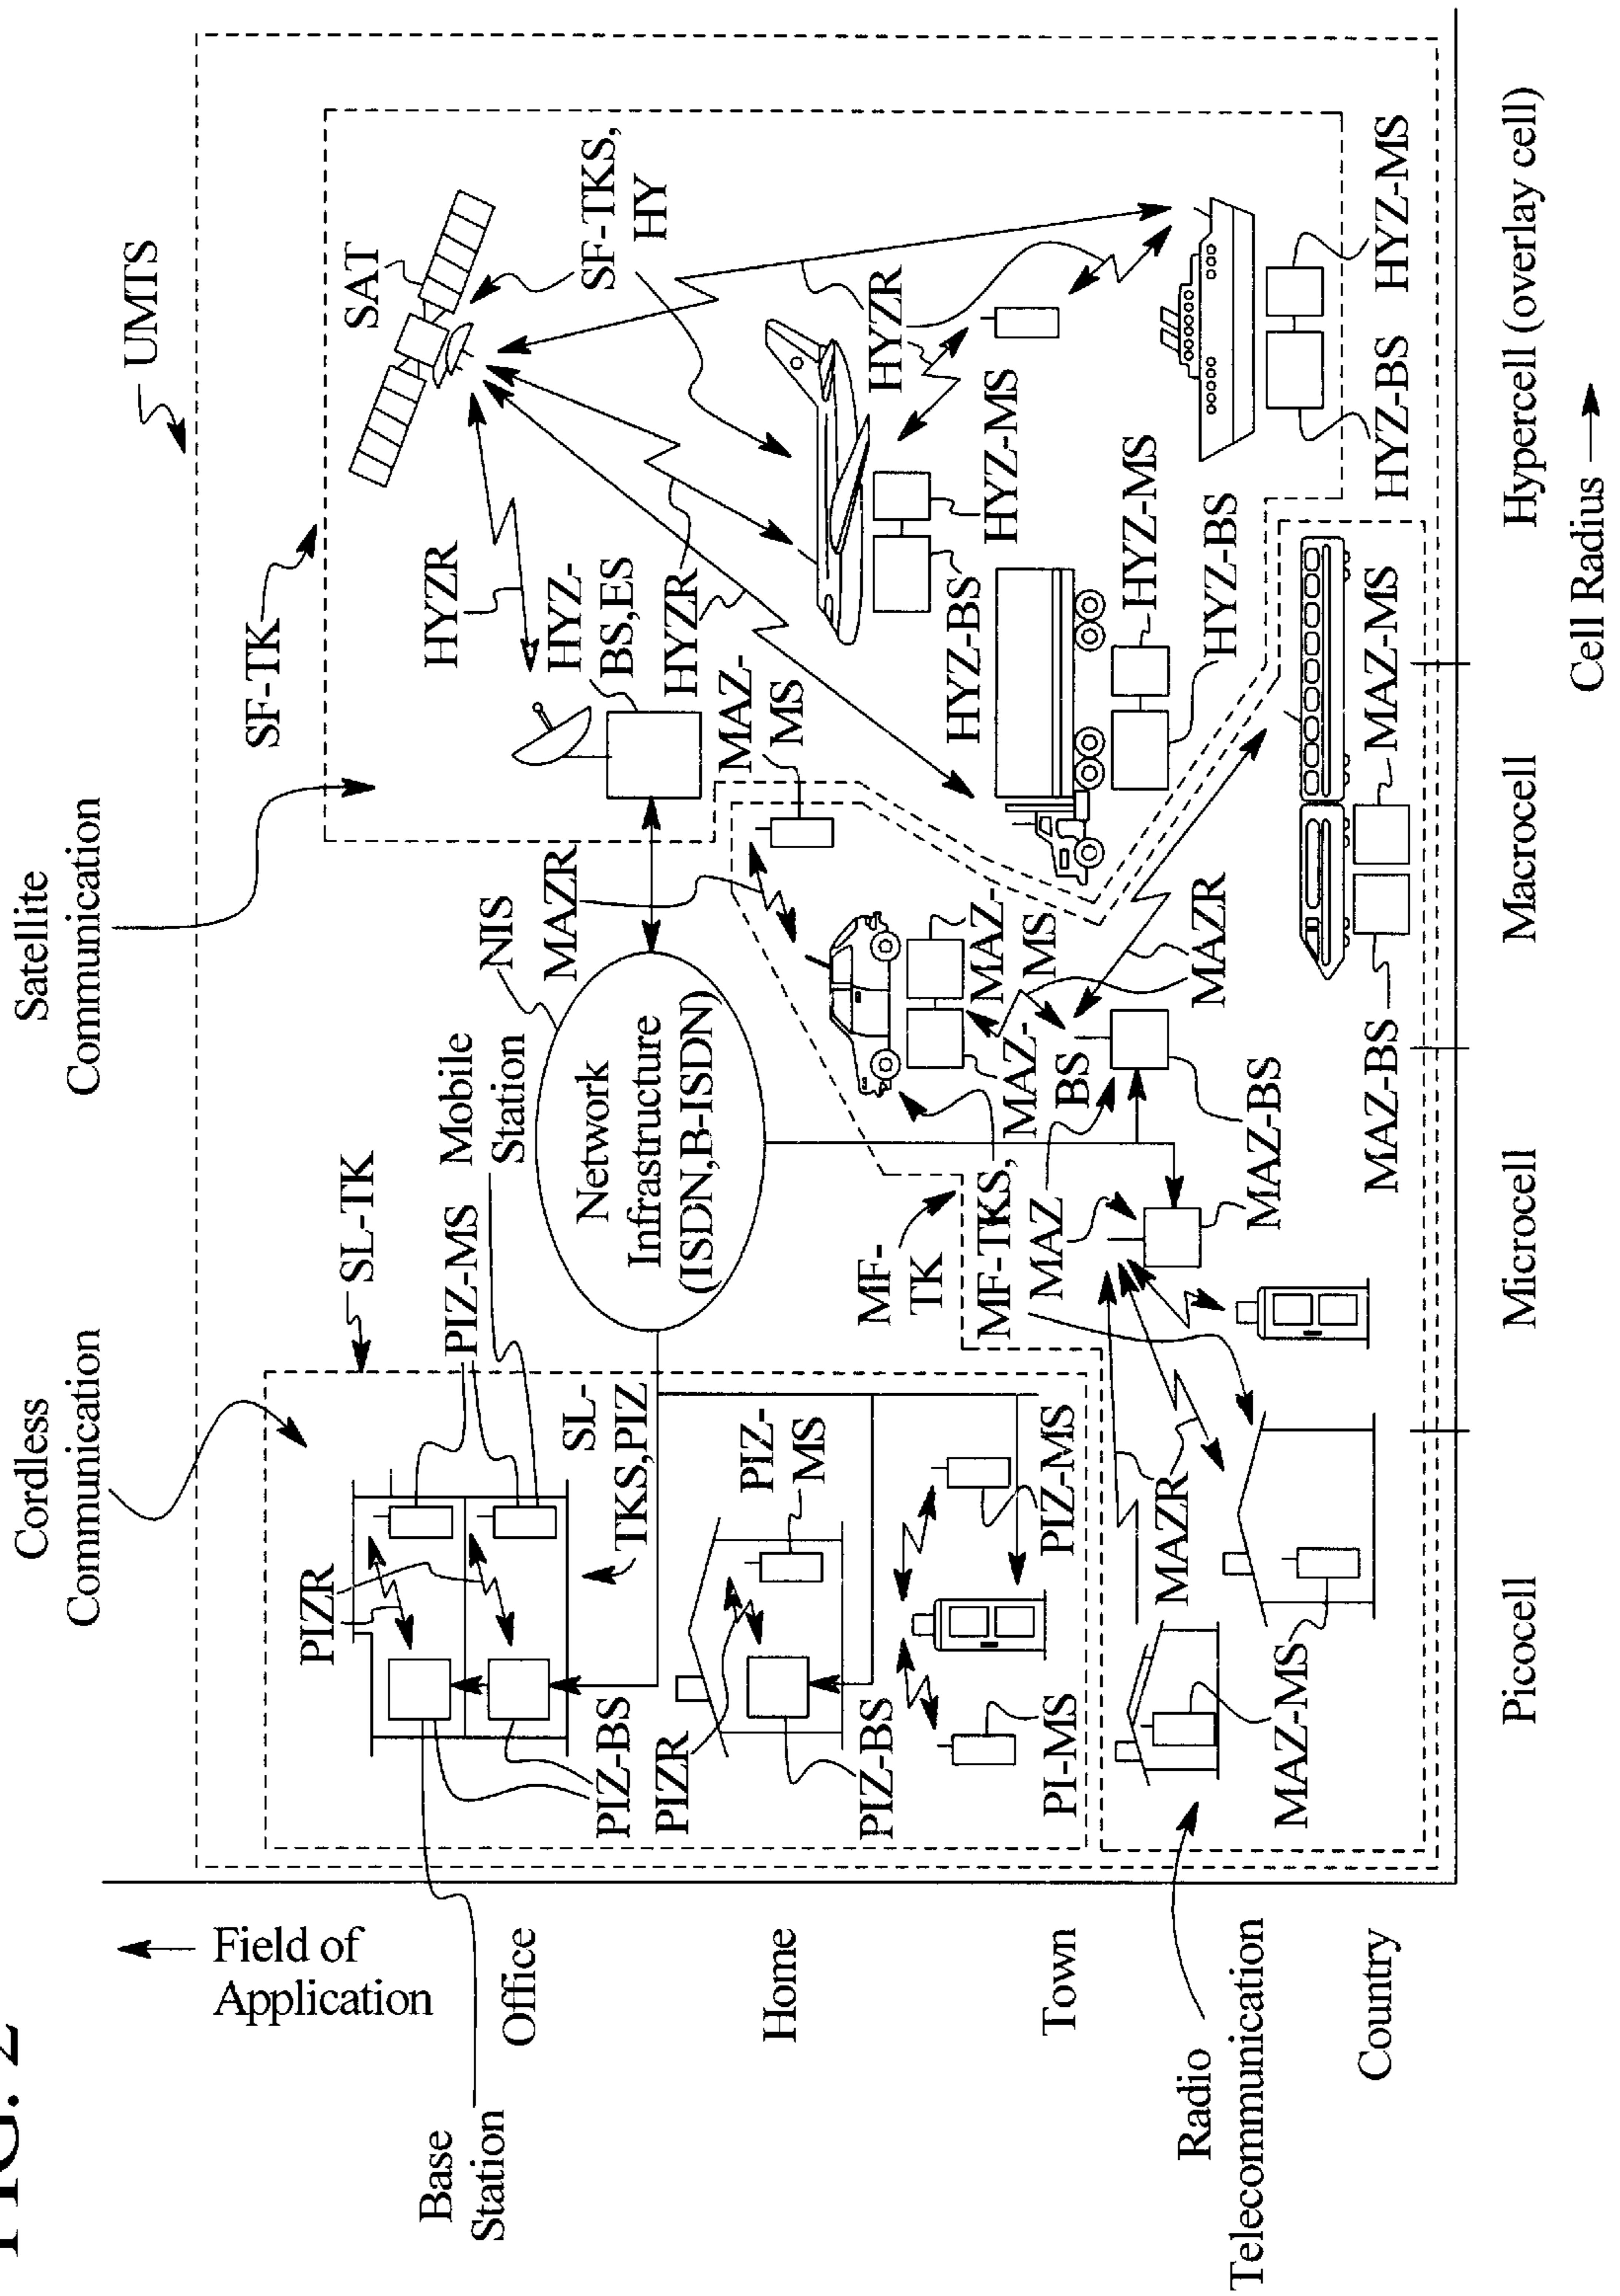 FIG. 2
Cordless
Communication
Satellite
Communication
UMTS
SL-TK
SF-TK
Field of
Application
Base
Station
Office
Home
Town
Radio
Telecommunication
Country
PIZR
PIZ-MS
Mobile
Station
NIS
Network
Infrastructure
(ISDN,B-ISDN)
SL-
TKS,PIZ
PIZ-BS
PIZR
PIZ-
MS
PIZ-BS
PI-MS
PIZ-MS
MAZR
MAZ-MS
MF-
TK
MF-TKS,
MAZ
MAZ-BS
MAZ-
BS
MAZ-BS
MAZR
MAZ-
MS
MAZR
MAZ-
MS
MAZ-BS
MAZ-MS
SAT
SF-TKS,
HY
HYZR
HYZ-
BS,ES
HYZR
HYZR
HYZ-BS
HYZ-MS
HYZ-MS
HYZ-BS
HYZ-BS
HYZ-MS
Picocell
Microcell
Macrocell
Hypercell (overlay cell)
Cell Radius